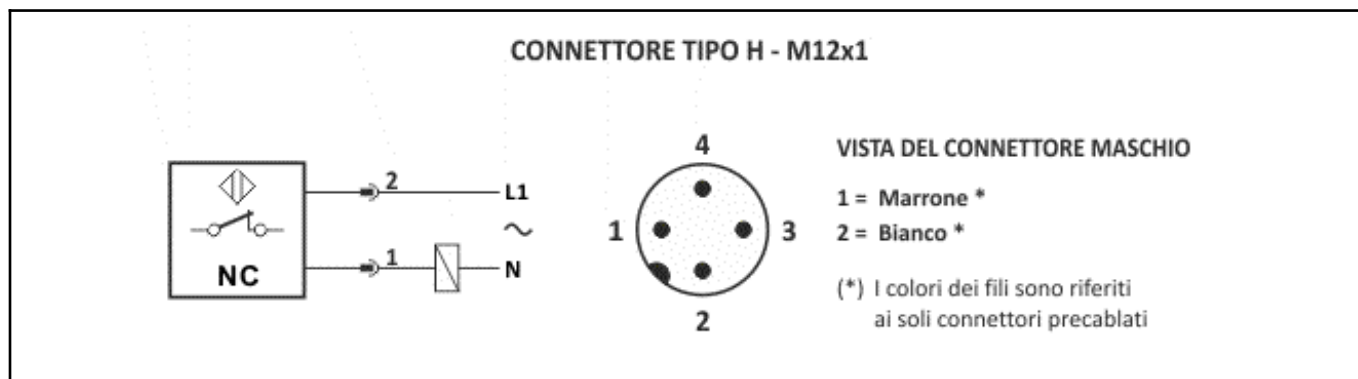 CONNETTORE TIPO H - M12x1
4
VISTA DEL CONNETTORE MASCHIO
2
L1
1 = Marrone *
1
3
2 = Bianco *
NC
1
N
(*) I colori dei fili sono riferiti
ai soli connettori precablati
2